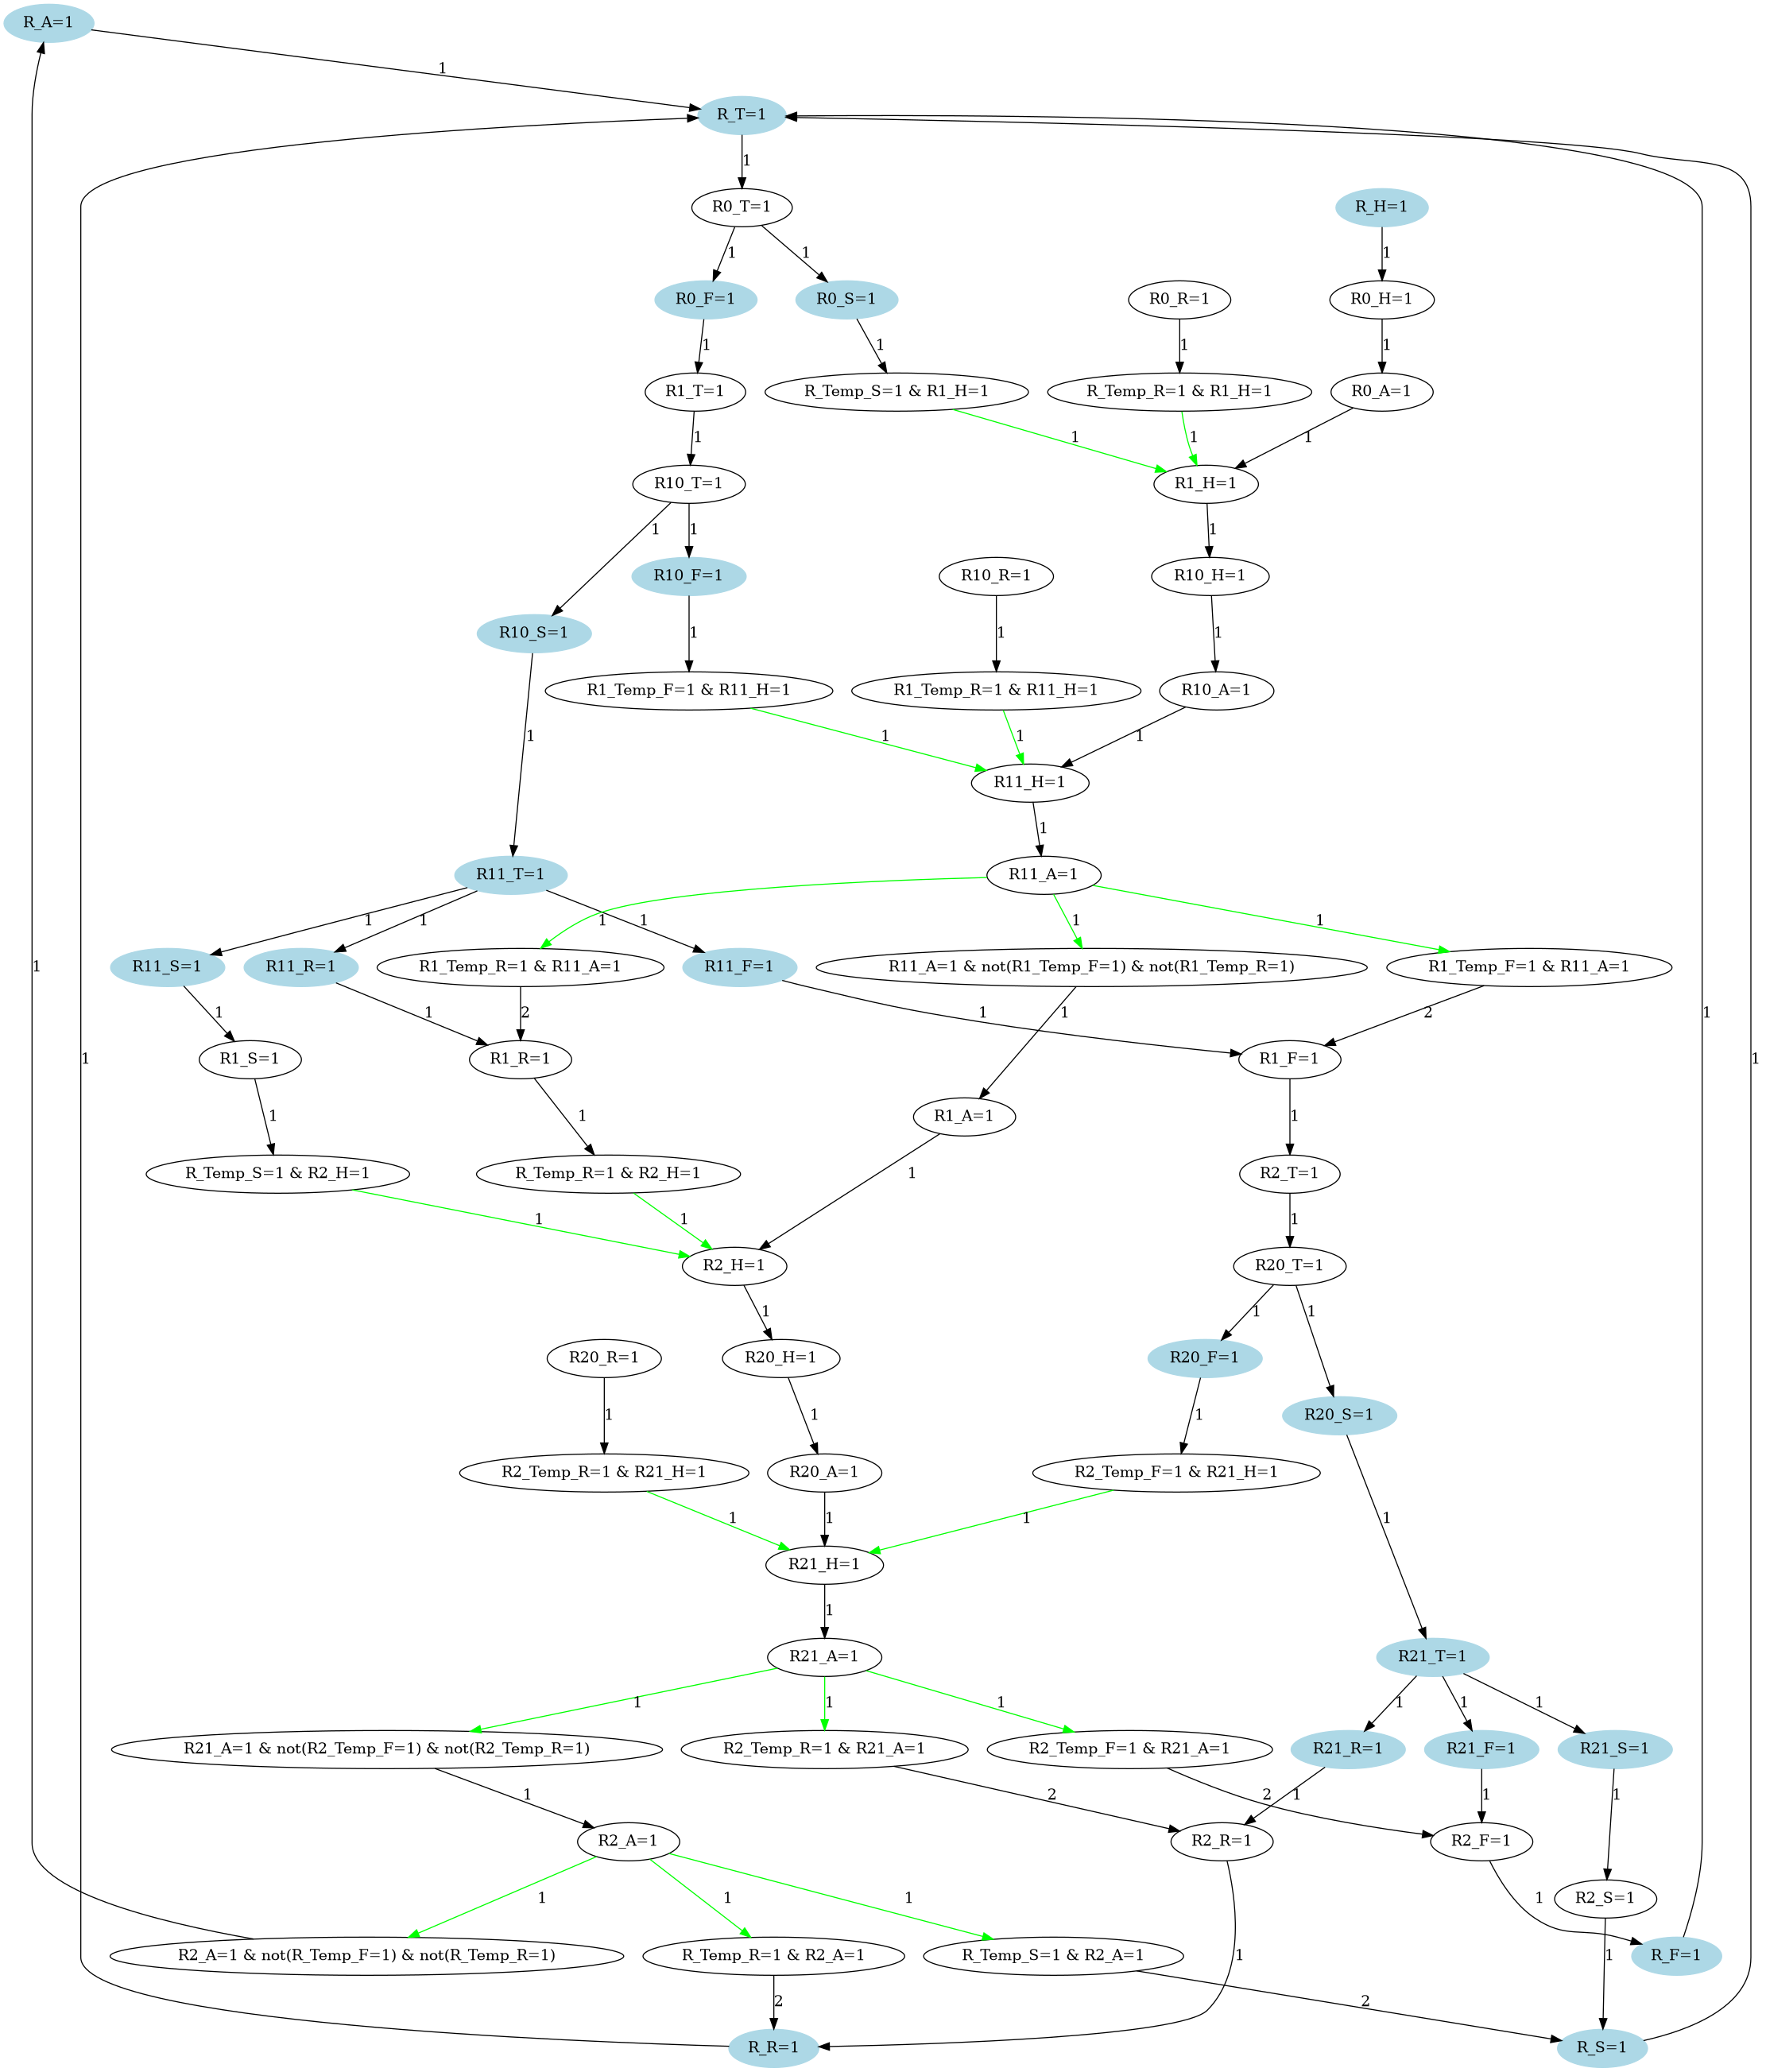 R_A=1
1
R_T=1
1
R0_T=1
R_H=1
1
1
1
R0_F=1
R0_S=1
R0_R=1
R0_H=1
1
1
1
1
R1_T=1
R_Temp_S=1 & R1_H=1
R_Temp_R=1 & R1_H=1
R0_A=1
1
1
1
1
R10_T=1
R1_H=1
1
1
1
R10_F=1
R10_R=1
R10_H=1
R10_S=1
1
1
1
R1_Temp_F=1 & R11_H=1
R1_Temp_R=1 & R11_H=1
R10_A=1
1
1
1
1
R11_H=1
1
R11_T=1
R11_A=1
1
1
1
1
1
1
R11_S=1
R11_R=1
R1_Temp_R=1 & R11_A=1
R11_F=1
R11_A=1 & not(R1_Temp_F=1) & not(R1_Temp_R=1)
R1_Temp_F=1 & R11_A=1
1
1
1
2
1
1
1
2
1
R1_S=1
R1_R=1
R1_F=1
1
1
R1_A=1
1
R_Temp_S=1 & R2_H=1
R_Temp_R=1 & R2_H=1
R2_T=1
1
1
1
1
R2_H=1
R20_T=1
1
1
1
R20_R=1
R20_H=1
R20_F=1
R20_S=1
1
1
1
R2_Temp_R=1 & R21_H=1
R20_A=1
R2_Temp_F=1 & R21_H=1
1
1
1
1
R21_H=1
1
R21_A=1
R21_T=1
1
1
1
1
1
1
R21_A=1 & not(R2_Temp_F=1) & not(R2_Temp_R=1)
R2_Temp_R=1 & R21_A=1
R2_Temp_F=1 & R21_A=1
R21_R=1
R21_F=1
R21_S=1
1
2
2
1
1
1
R2_A=1
R2_R=1
R2_F=1
R2_S=1
1
1
1
1
R2_A=1 & not(R_Temp_F=1) & not(R_Temp_R=1)
R_Temp_R=1 & R2_A=1
R_Temp_S=1 & R2_A=1
1
1
R_F=1
2
2
R_R=1
R_S=1